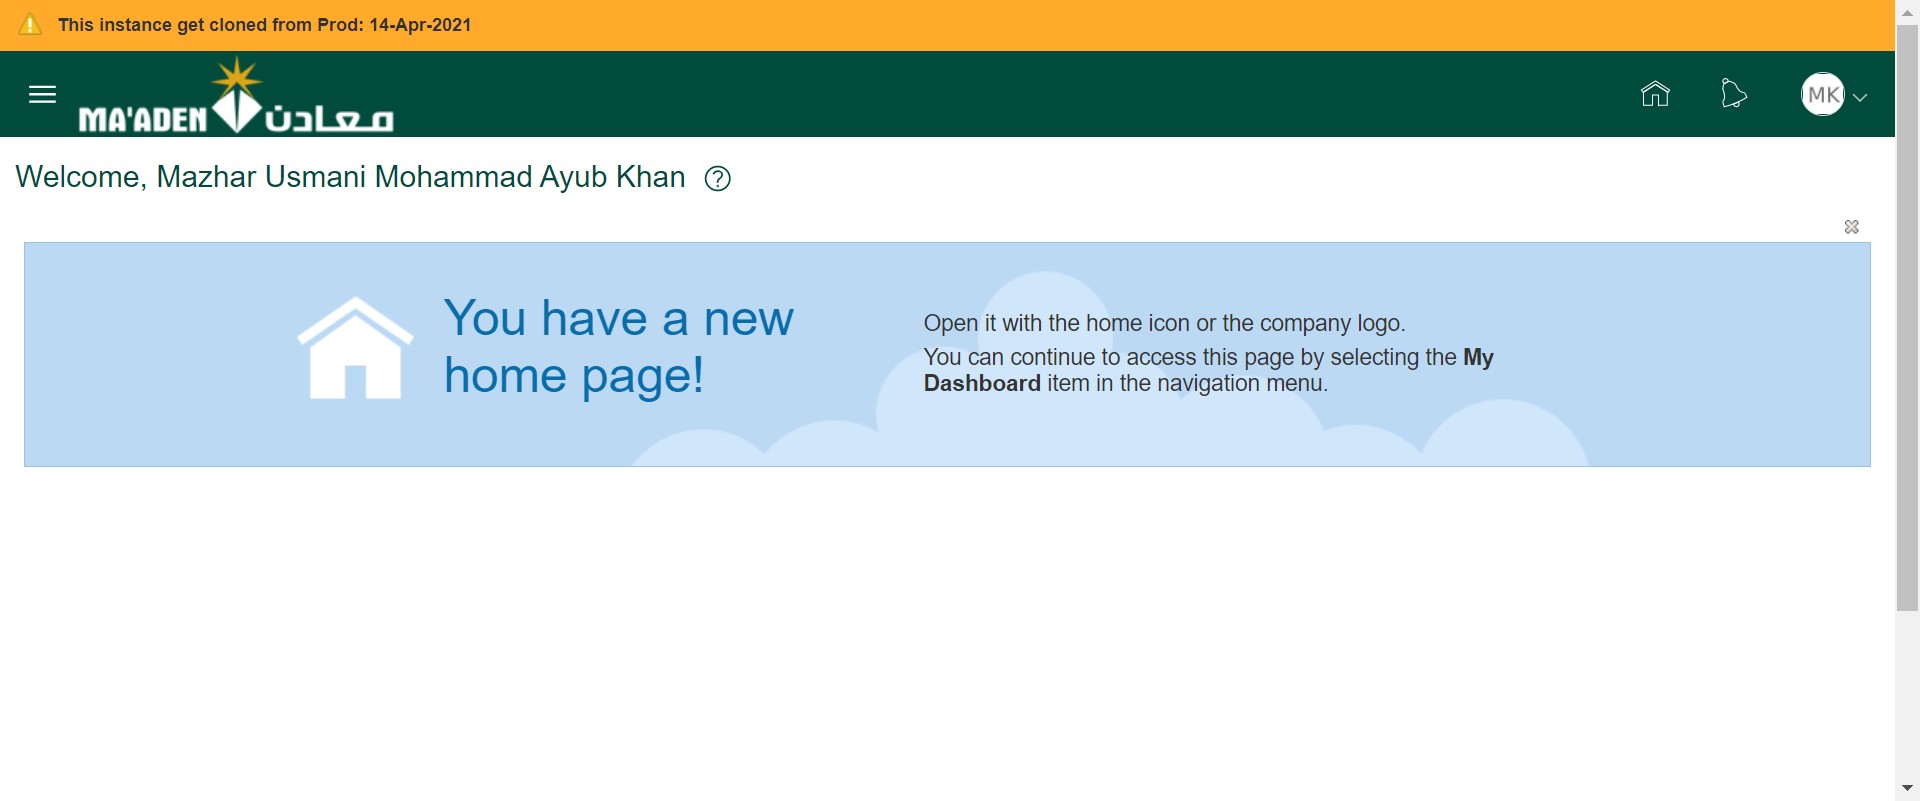 This instance get cloned from Prod: 14-Apr-2021
MA'ADEN معادن
MK
Welcome, Mazhar Usmani Mohammad Ayub Khan ?
You have a new
home page!
Open it with the home icon or the company logo.
You can continue to access this page by selecting the My
Dashboard item in the navigation menu.